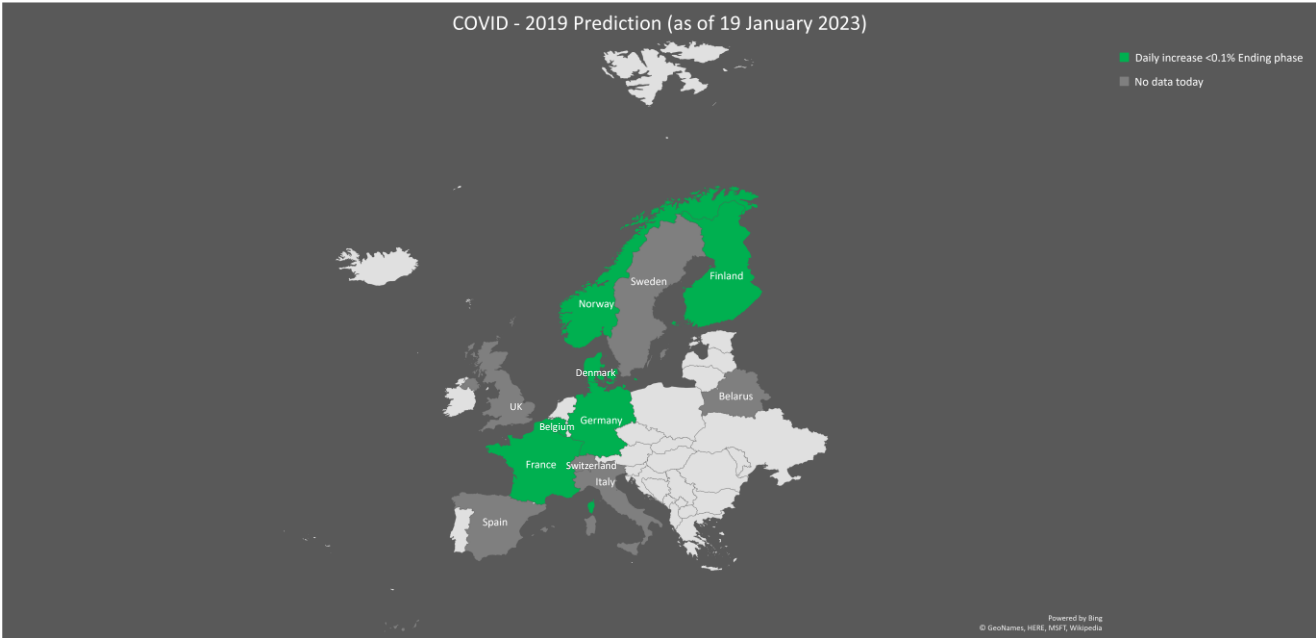 COVID - 2019 Prediction (as of 19 January 2023)
Daily increase <0.1% Ending phase
No data today
Finland
Sweden
Norway
Denmark
Belarus
UK
Germany
Belgium
France
Switzerland
Italy
Spain
Powered by Bing
© GeoNames, HERE, MSFT, Wikipedia